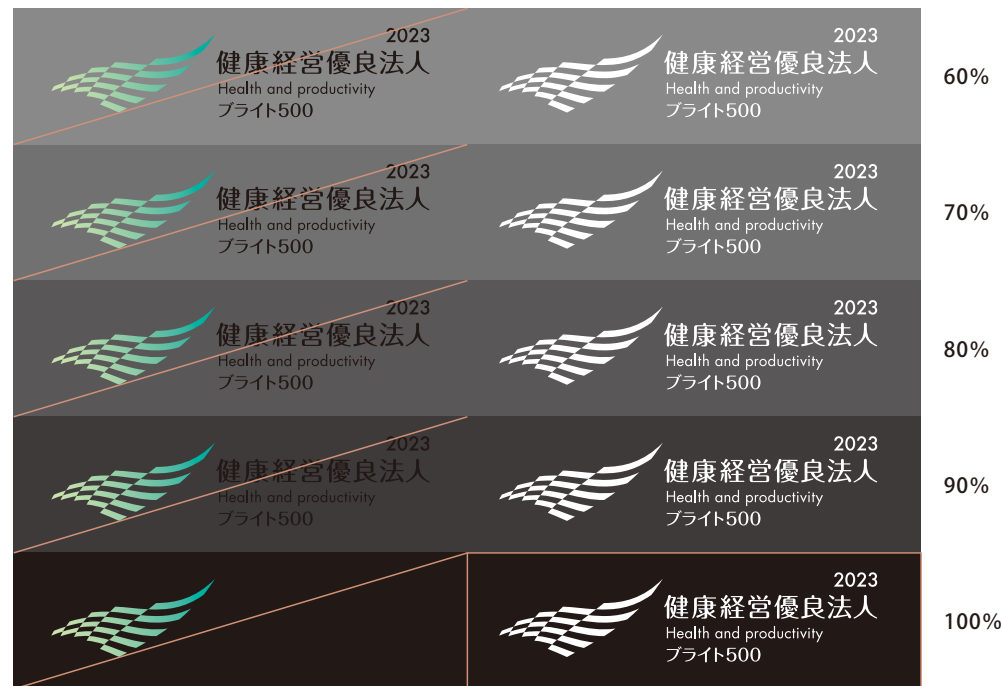 2023
健康経営優良法人
Health and productivity
ブライト500
2023
健康経営優良法人
Health and productivity
ブライト500
60%
2023
健康経営優良法人
Health and productivity
ブライト500
2023
健康経営優良法人
Health and productivity
ブライト500
70%
2023
健康経営優良法人
Health and productivity
ブライト500
2023
健康経営優良法人
Health and productivity
ブライト500
80%
2023
健康経営優良法人
Health and productivity
ブライト500
2023
健康経営優良法人
Health and productivity
ブライト500
90%
2023
健康経営優良法人
Health and productivity
ブライト500
100%